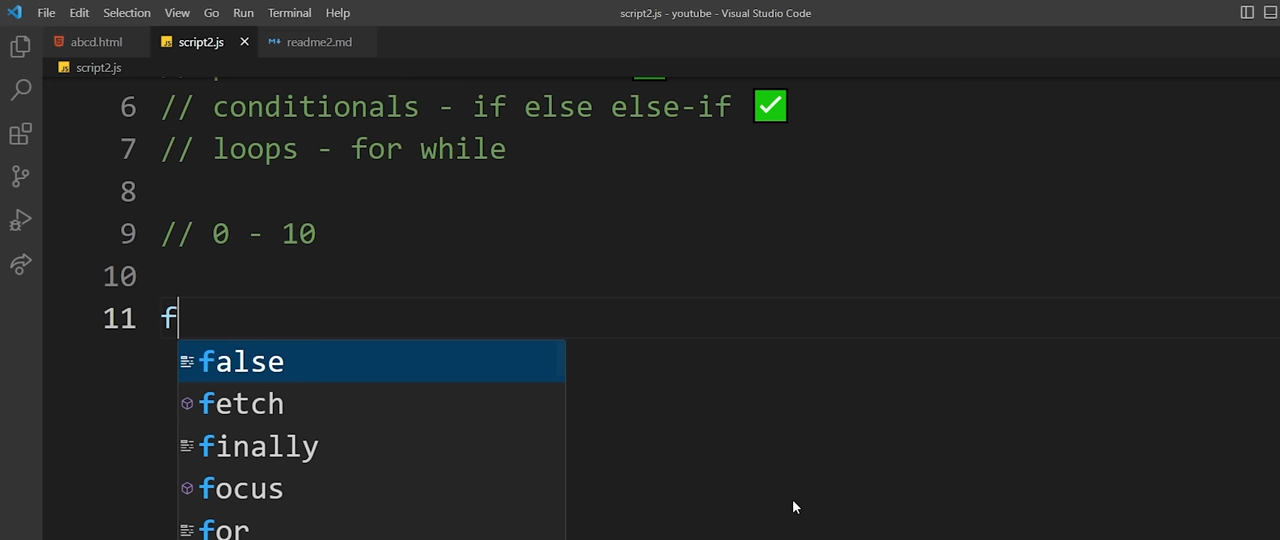 File Edit Selection View Go Run Terminal Help script2.js - youtube - Visual Studio Code
abcd.html script2.js readme2.md
script2.js
6 // conditionals - if else else-if ✅
7 // loops - for while
8
9 // 0 - 10
10
11 f
false
fetch
finally
focus
for